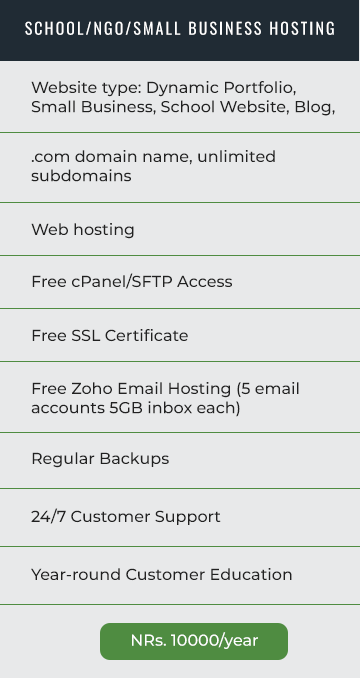 SCHOOL/NGO/SMALL BUSINESS HOSTING
Website type: Dynamic Portfolio,
Small Business, School Website, Blog,
.com domain name, unlimited
subdomains
Web hosting
Free cPanel/SFTP Access
Free SSL Certificate
Free Zoho Email Hosting (5 email
accounts 5GB inbox each)
Regular Backups
24/7 Customer Support
Year-round Customer Education
NRs. 10000/year